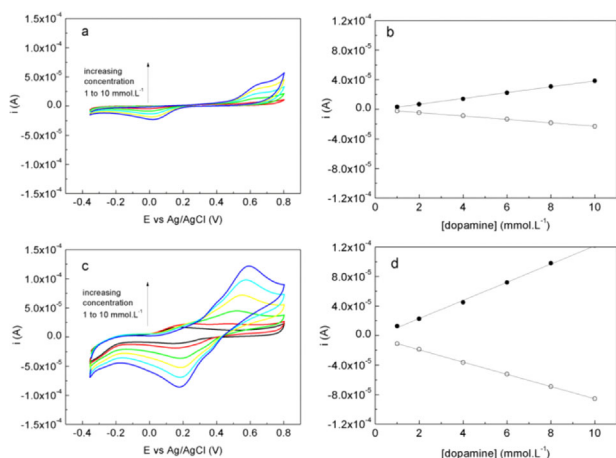 a
1.5x10-4
1.0x10-4
5.0x10-5
0.0
-5.0x10-5
-1.0x10-4
-1.5x10-4
i (A)
increasing
concentration
1 to 10 mmol.L-1
-0.4 -0.2 0.0 0.2 0.4 0.6 0.8
E vs Ag/AgCl (V)
b
1.2x10-4
8.0x10-5
4.0x10-5
0.0
-4.0x10-5
-8.0x10-5
-1.2x10-4
i (A)
0 2 4 6 8 10
[dopamine] (mmol.L-1)
c
1.5x10-4
1.0x10-4
5.0x10-5
0.0
-5.0x10-5
-1.0x10-4
-1.5x10-4
i (A)
increasing
concentration
1 to 10 mmol.L-1
-0.4 -0.2 0.0 0.2 0.4 0.6 0.8
E vs Ag/AgCl (V)
d
1.2x10-4
8.0x10-5
4.0x10-5
0.0
-4.0x10-5
-8.0x10-5
-1.2x10-4
i (A)
0 2 4 6 8 10
[dopamine] (mmol.L-1)